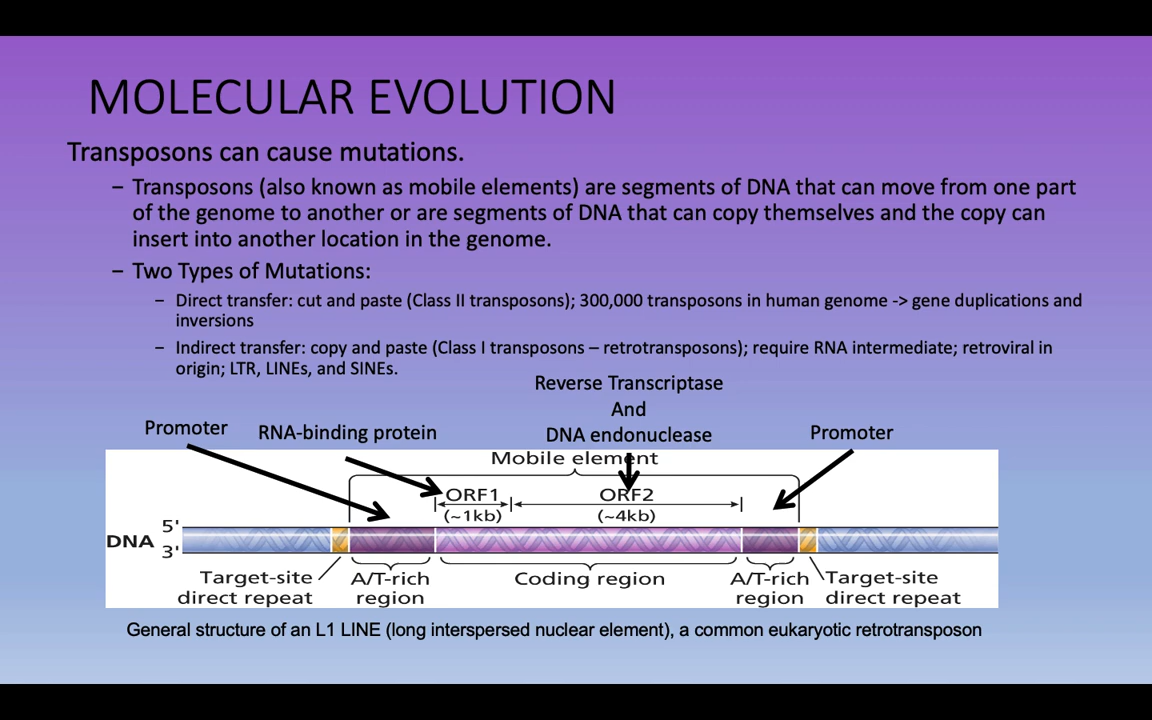 MOLECULAR EVOLUTION
Transposons can cause mutations.
– Transposons (also known as mobile elements) are segments of DNA that can move from one part
of the genome to another or are segments of DNA that can copy themselves and the copy can
insert into another location in the genome.
– Two Types of Mutations:
– Direct transfer: cut and paste (Class II transposons); 300,000 transposons in human genome -> gene duplications and
inversions
– Indirect transfer: copy and paste (Class I transposons – retrotransposons); require RNA intermediate; retroviral in
origin; LTR, LINEs, and SINEs.
Reverse Transcriptase
And
DNA endonuclease
Promoter
RNA-binding protein
Promoter
Mobile element
ORF1
(~1kb)
ORF2
(~4kb)
DNA
5'
3'
Target-site
direct repeat
A/T-rich
region
Coding region
A/T-rich
region
Target-site
direct repeat
General structure of an L1 LINE (long interspersed nuclear element), a common eukaryotic retrotransposon